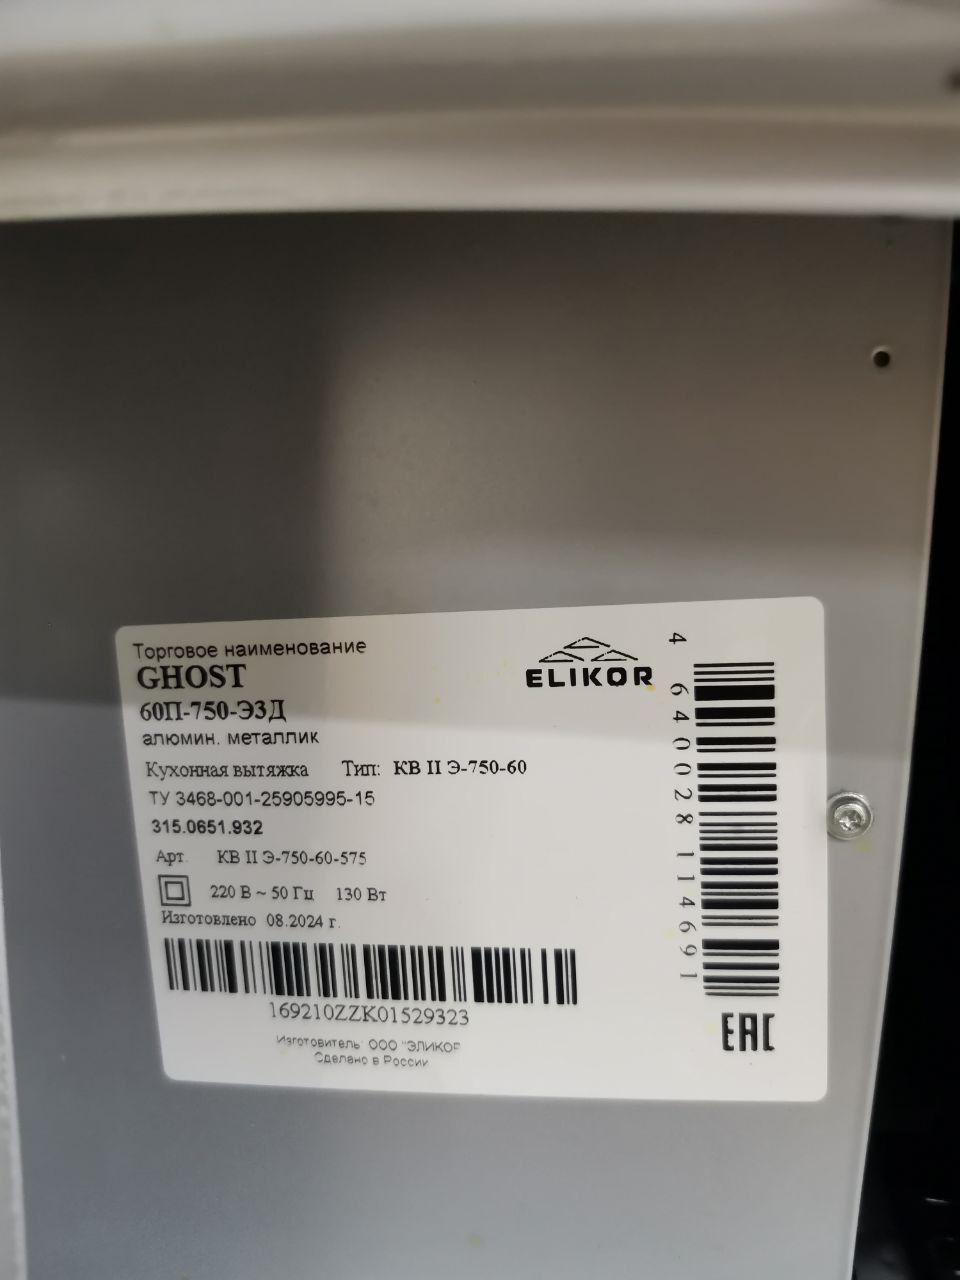 Торговое наименование
GHOST
60П-750-Э3Д
алюмин. металлик
Кухонная вытяжка Тип: КВ II Э-750-60
ТУ 3468-001-25905995-15
315.0651.932
Арт. КВ II Э-750-60-575
220 В ~ 50 Гц 130 Вт
Изготовлено 08.2024 г.
169210ZZK01529323
Изготовитель: ООО "ЭЛИКОР
Сделано в России
ELIKOR
4 640028 114691
EAC